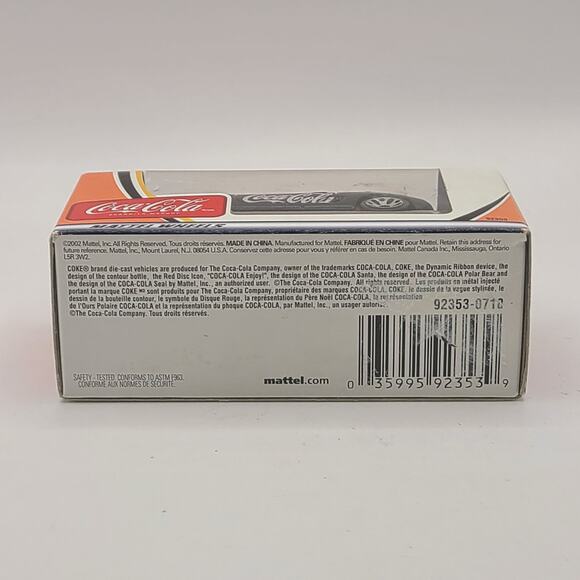 Coca-Cola
Coca-Cola
MATTEL WHEELS
92353
©2002 Mattel, Inc. All Rights Reserved. Tous droits réservés. MADE IN CHINA. Manufactured for Mattel. FABRIQUÉ EN CHINE pour Mattel. Retain this address for
future reference. Mattel, Inc., Mount Laurel, N.J. 08054 U.S.A. Conservez cette adresse pour vous y référer en cas de besoin. Mattel Canada Inc., Mississauga, Ontario
L5R 3W2.
COKE® brand die-cast vehicles are produced for The Coca-Cola Company, owner of the trademarks COCA-COLA, COKE, the Dynamic Ribbon device, the
design of the contour bottle, the Red Disc Icon, "COCA-COLA Enjoy!", the design of the COCA-COLA Santa, the design of the COCA-COLA Polar Bear and
the design of the COCA-COLA Seal by Mattel, Inc., an authorized user. ©The Coca-Cola Company. All rights reserved. Les produits en métal injecté
portant la marque COKE MD sont produits pour The Coca-Cola Company, propriétaire des marques COCA-COLA, COKE, le dessin de la vague stylisée, le
dessin de la bouteille contour, le symbole du Disque Rouge, la représentation du Père Noël COCA-COLA, la représentation
de l'Ours Polaire COCA-COLA et la représentation du phoque COCA-COLA, par Mattel, Inc., un usager autorisé.
©The Coca-Cola Company. Tous droits réservés.
92353-0710
SAFETY - TESTED. CONFORMS TO ASTM F963.
CONFORME AUX NORMES DE SÉCURITÉ.
mattel.com
0 35995 92353 9